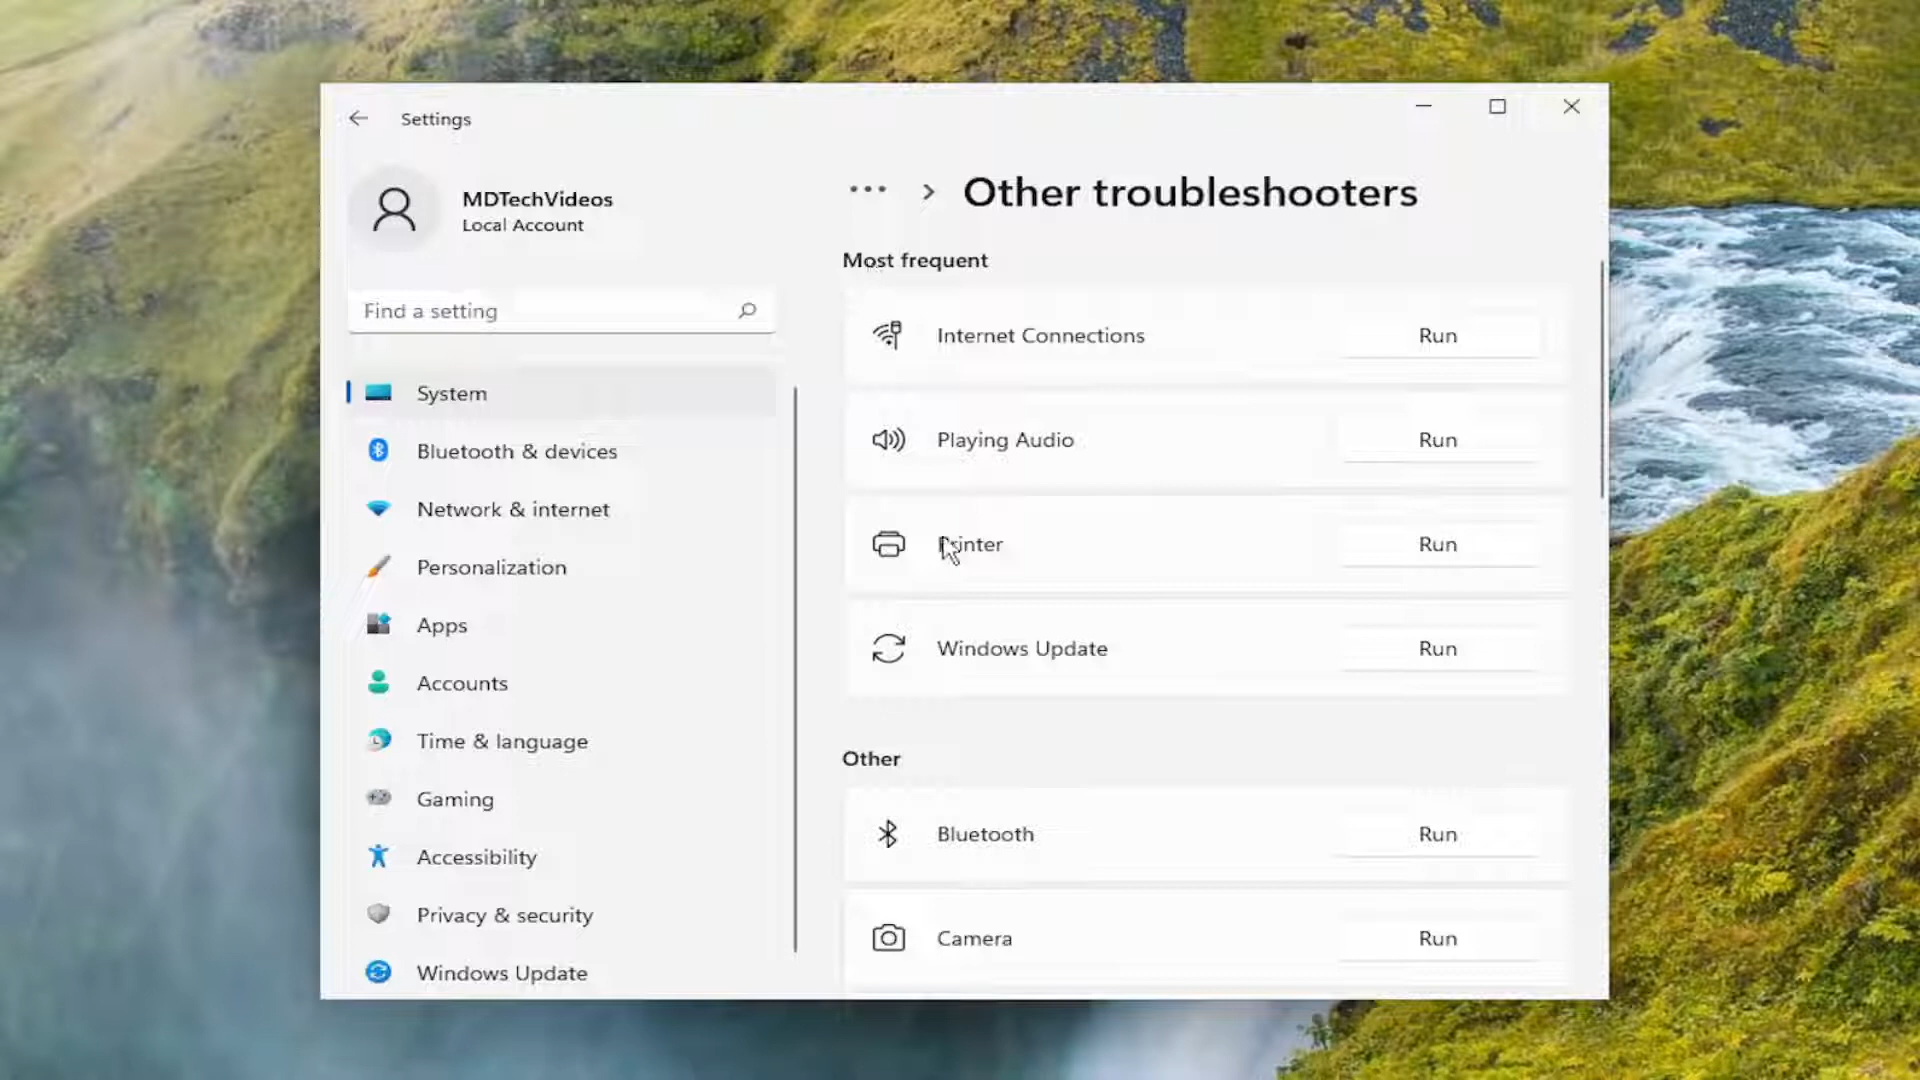 Settings
MDTechVideos
Local Account
Find a setting
System
Bluetooth & devices
Network & internet
Personalization
Apps
Accounts
Time & language
Gaming
Accessibility
Privacy & security
Windows Update
... > Other troubleshooters
Most frequent
Internet Connections Run
Playing Audio Run
Printer Run
Windows Update Run
Other
Bluetooth Run
Camera Run